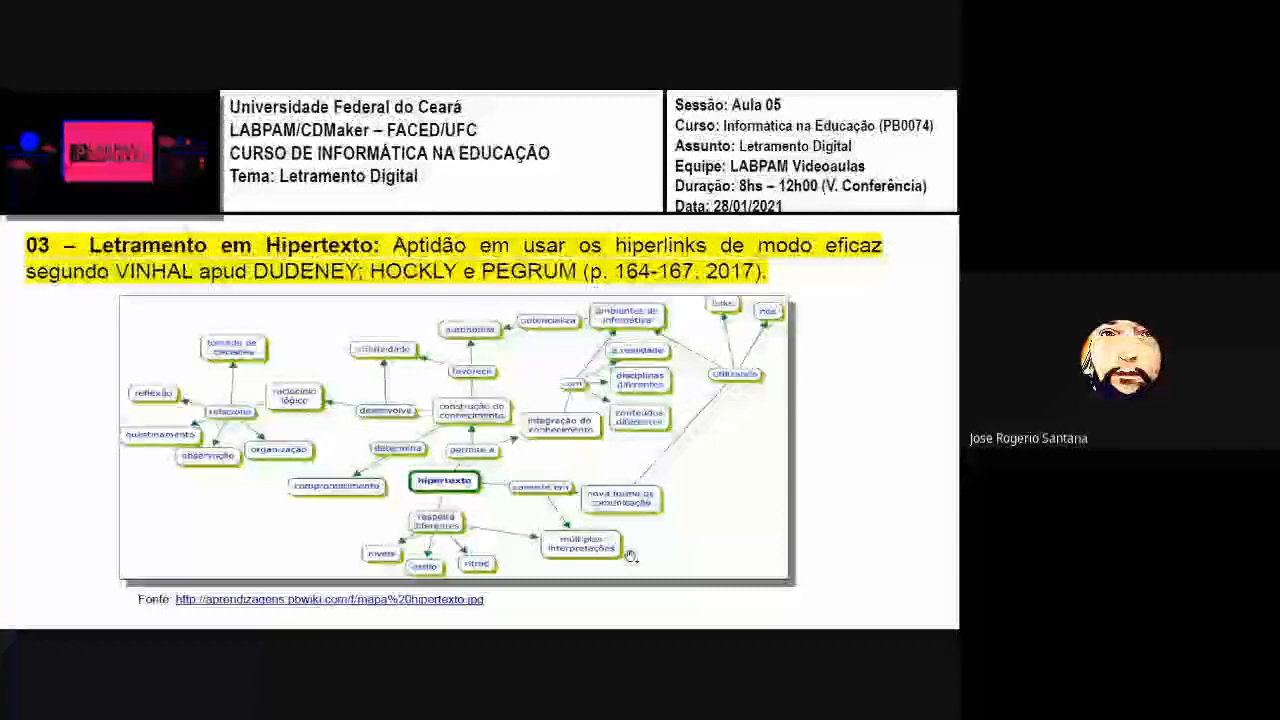 Universidade Federal do Ceará
LABPAM/CDMaker – FACED/UFC
CURSO DE INFORMÁTICA NA EDUCAÇÃO
Tema: Letramento Digital
Sessão: Aula 05
Curso: Informática na Educação (PB0074)
Assunto: Letramento Digital
Equipe: LABPAM Videoaulas
Duração: 8hs – 12h00 (V. Conferência)
Data: 28/01/2021
03 – Letramento em Hipertexto: Aptidão em usar os hiperlinks de modo eficaz
segundo VINHAL apud DUDENEY; HOCKLY e PEGRUM (p. 164-167. 2017).
links
nós
ambientes de
informática
potencializa
autonomia
tomada de
decisões
a realidade
favorece
disciplinas
diferentes
utilizando
com
reflexão
raciocínio
lógico
relaciona
desenvolve
construção do
conhecimento
integração do
conhecimento
conteúdos
diferentes
questinamento
observação
organização
determina
permite a
comprometimento
hipertexto
consiste em
nova forma de
comunicação
respeita
diferentes
múltiplas
interpretações
níveis
estilo
ritmo
Fonte: http://aprendizagens.pbwiki.com/f/mapa%20hipertexto.jpg
Jose Rogerio Santana